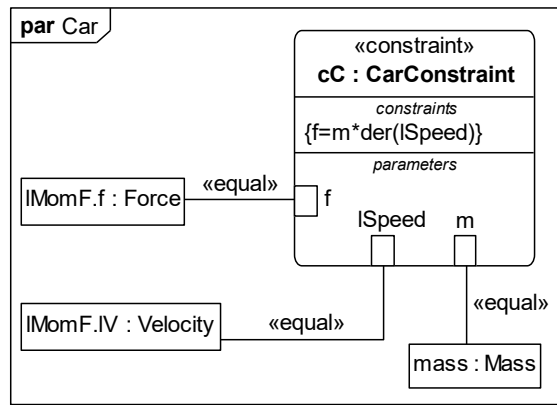 par Car
«constraint»
cC : CarConstraint
constraints
{f=m*der(lSpeed)}
parameters
«equal»
lMomF.f : Force
f
lSpeed m
«equal»
lMomF.lV : Velocity
«equal»
mass : Mass